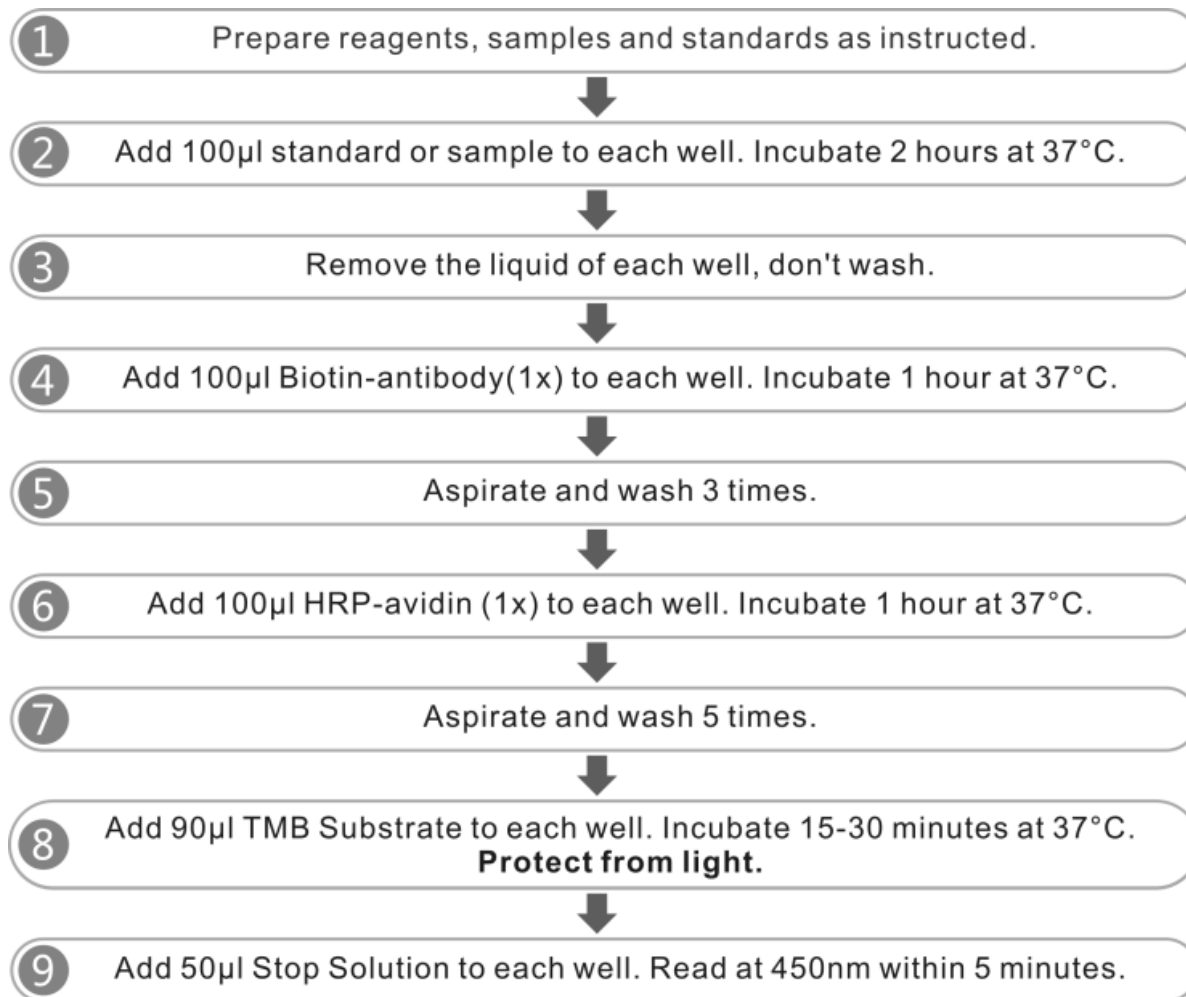 1 Prepare reagents, samples and standards as instructed.
2 Add 100µl standard or sample to each well. Incubate 2 hours at 37°C.
3 Remove the liquid of each well, don't wash.
4 Add 100µl Biotin-antibody(1x) to each well. Incubate 1 hour at 37°C.
5 Aspirate and wash 3 times.
6 Add 100µl HRP-avidin (1x) to each well. Incubate 1 hour at 37°C.
7 Aspirate and wash 5 times.
8 Add 90µl TMB Substrate to each well. Incubate 15-30 minutes at 37°C.
Protect from light.
9 Add 50µl Stop Solution to each well. Read at 450nm within 5 minutes.